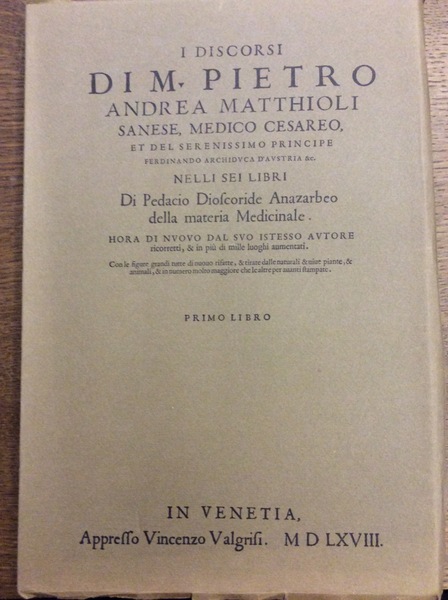 I DISCORSI
DI M. PIETRO
ANDREA MATTHIOLI
SANESE, MEDICO CESAREO,
ET DEL SERENISSIMO PRINCIPE
FERDINANDO ARCHIDVCA D'AVSTRIA &c.
NELLI SEI LIBRI
Di Pedacio Dioſcoride Anazarbeo
della materia Medicinale.
HORA DI NVOVO DAL SVO ISTESSO AVTORE
ricorretti, & in più di mille luoghi aumentati.
Con le figure grandi tutte di nuouo rifatte, & tirate dalle naturali & uiue piante, &
animali, & in numero molto maggiore che le altre per auanti ſtampate.
PRIMO LIBRO
IN VENETIA,
Appreſſo Vincenzo Valgriſi. M D LXVIII.